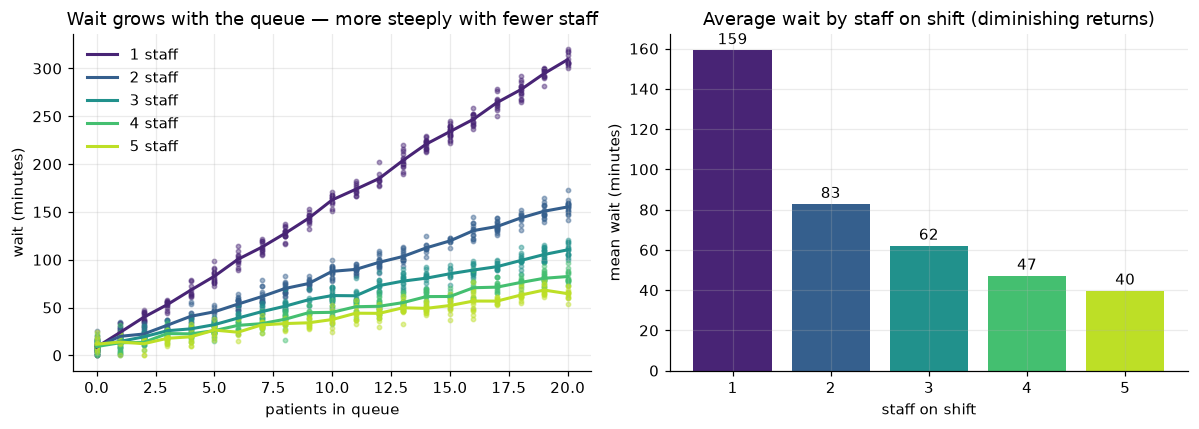 Wait grows with the queue — more steeply with fewer staff
1 staff
2 staff
3 staff
4 staff
5 staff
300
250
200
150
100
50
0
wait (minutes)
0.0 2.5 5.0 7.5 10.0 12.5 15.0 17.5 20.0
patients in queue
Average wait by staff on shift (diminishing returns)
159
83
62
47
40
160
140
120
100
80
60
40
20
0
mean wait (minutes)
1 2 3 4 5
staff on shift